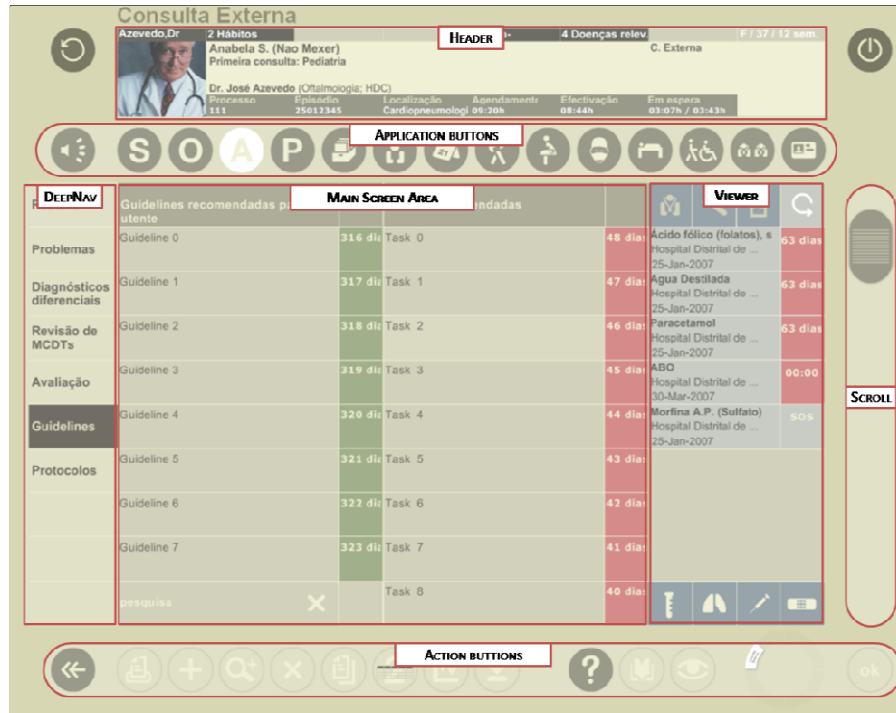 Consulta Externa
Azevedo,Dr 2 Hábitos HEADER 4 Doenças relev. F / 37 / 12 sem.
Anabela S. (Nao Mexer) C. Externa
Primeira consulta: Pediatria
Dr. José Azevedo (Oftalmologia; HDC)
Processo Episódio Localização Agendament Efectivação Em espera
111 25012345 Cardiopneumologi 09:20h 08:44h 03:07h / 03:43h
APPLICATION BUTTONS
S O A P
DEEPNAV MAIN SCREEN AREA VIEWER
Guidelines recomendadas
utente
Problemas
Diagnósticos
diferenciais
Revisão de
MCDTs
Avaliação
Guidelines
Protocolos
Guideline 0 316 dia Task 0 48 dias
Guideline 1 317 dia Task 1 47 dias
Guideline 2 318 dia Task 2 46 dias
Guideline 3 319 dia Task 3 45 dias
Guideline 4 320 dia Task 4 44 dias
Guideline 5 321 dia Task 5 43 dias
Guideline 6 322 dia Task 6 42 dias
Guideline 7 323 dia Task 7 41 dias
pesquisa Task 8 40 dias
Ácido fólico (folatos), s 63 dias
Hospital Distrital de ...
25-Jan-2007
Agua Destilada 63 dias
Hospital Distrital de ...
25-Jan-2007
Paracetamol 63 dias
Hospital Distrital de ...
25-Jan-2007
ABO 00:00
Hospital Distrital de ...
30-Mar-2007
Morfina A.P. (Sulfato) SOS
Hospital Distrital de ...
25-Jan-2007
SCROLL
ACTION BUTTIONS
? ok